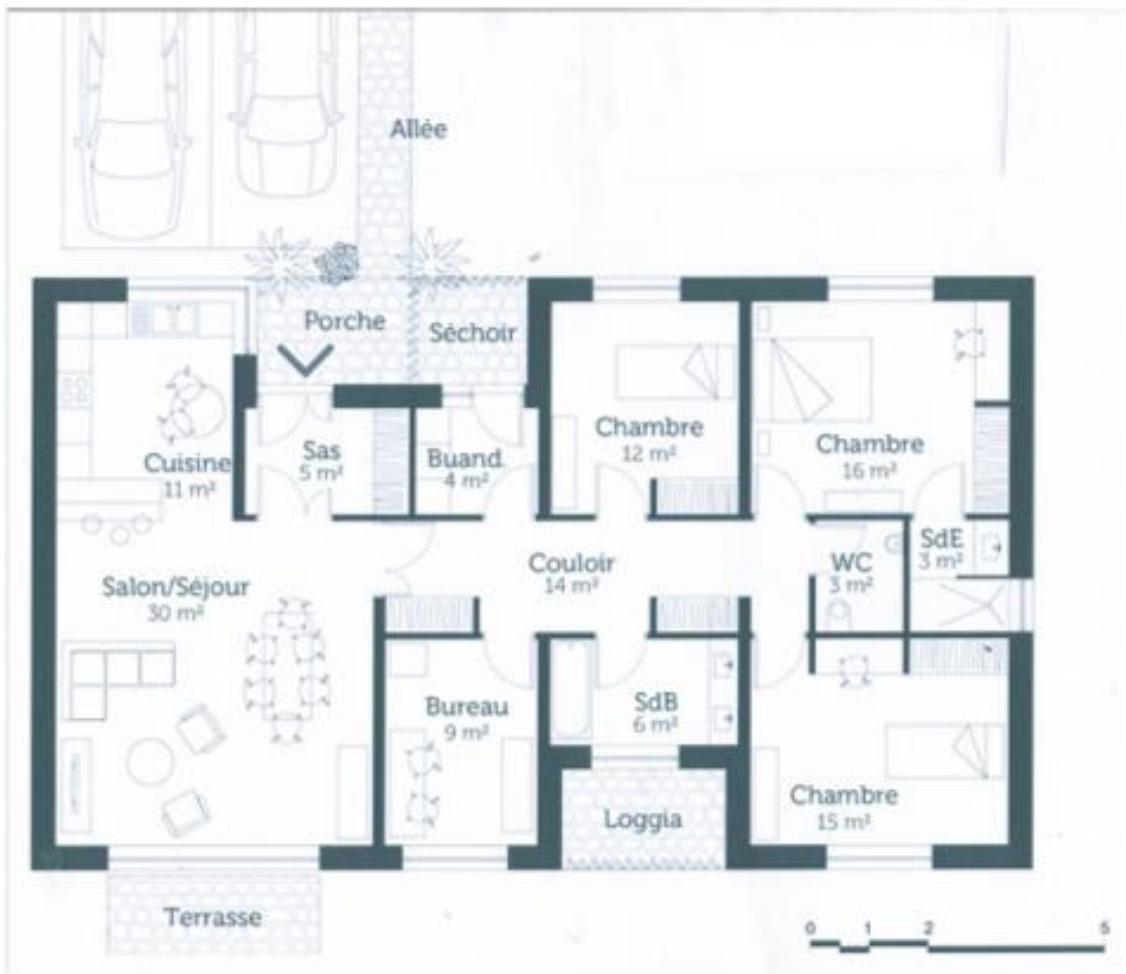 Allée
Porche
Séchoir
Cuisine
11 m²
Sas
5 m²
Buand.
4 m²
Chambre
12 m²
Chambre
16 m²
Salon/Séjour
30 m²
Couloir
14 m²
WC
3 m²
SdE
3 m²
Bureau
9 m²
SdB
6 m²
Chambre
15 m²
Loggia
Terrasse
0 1 2 5